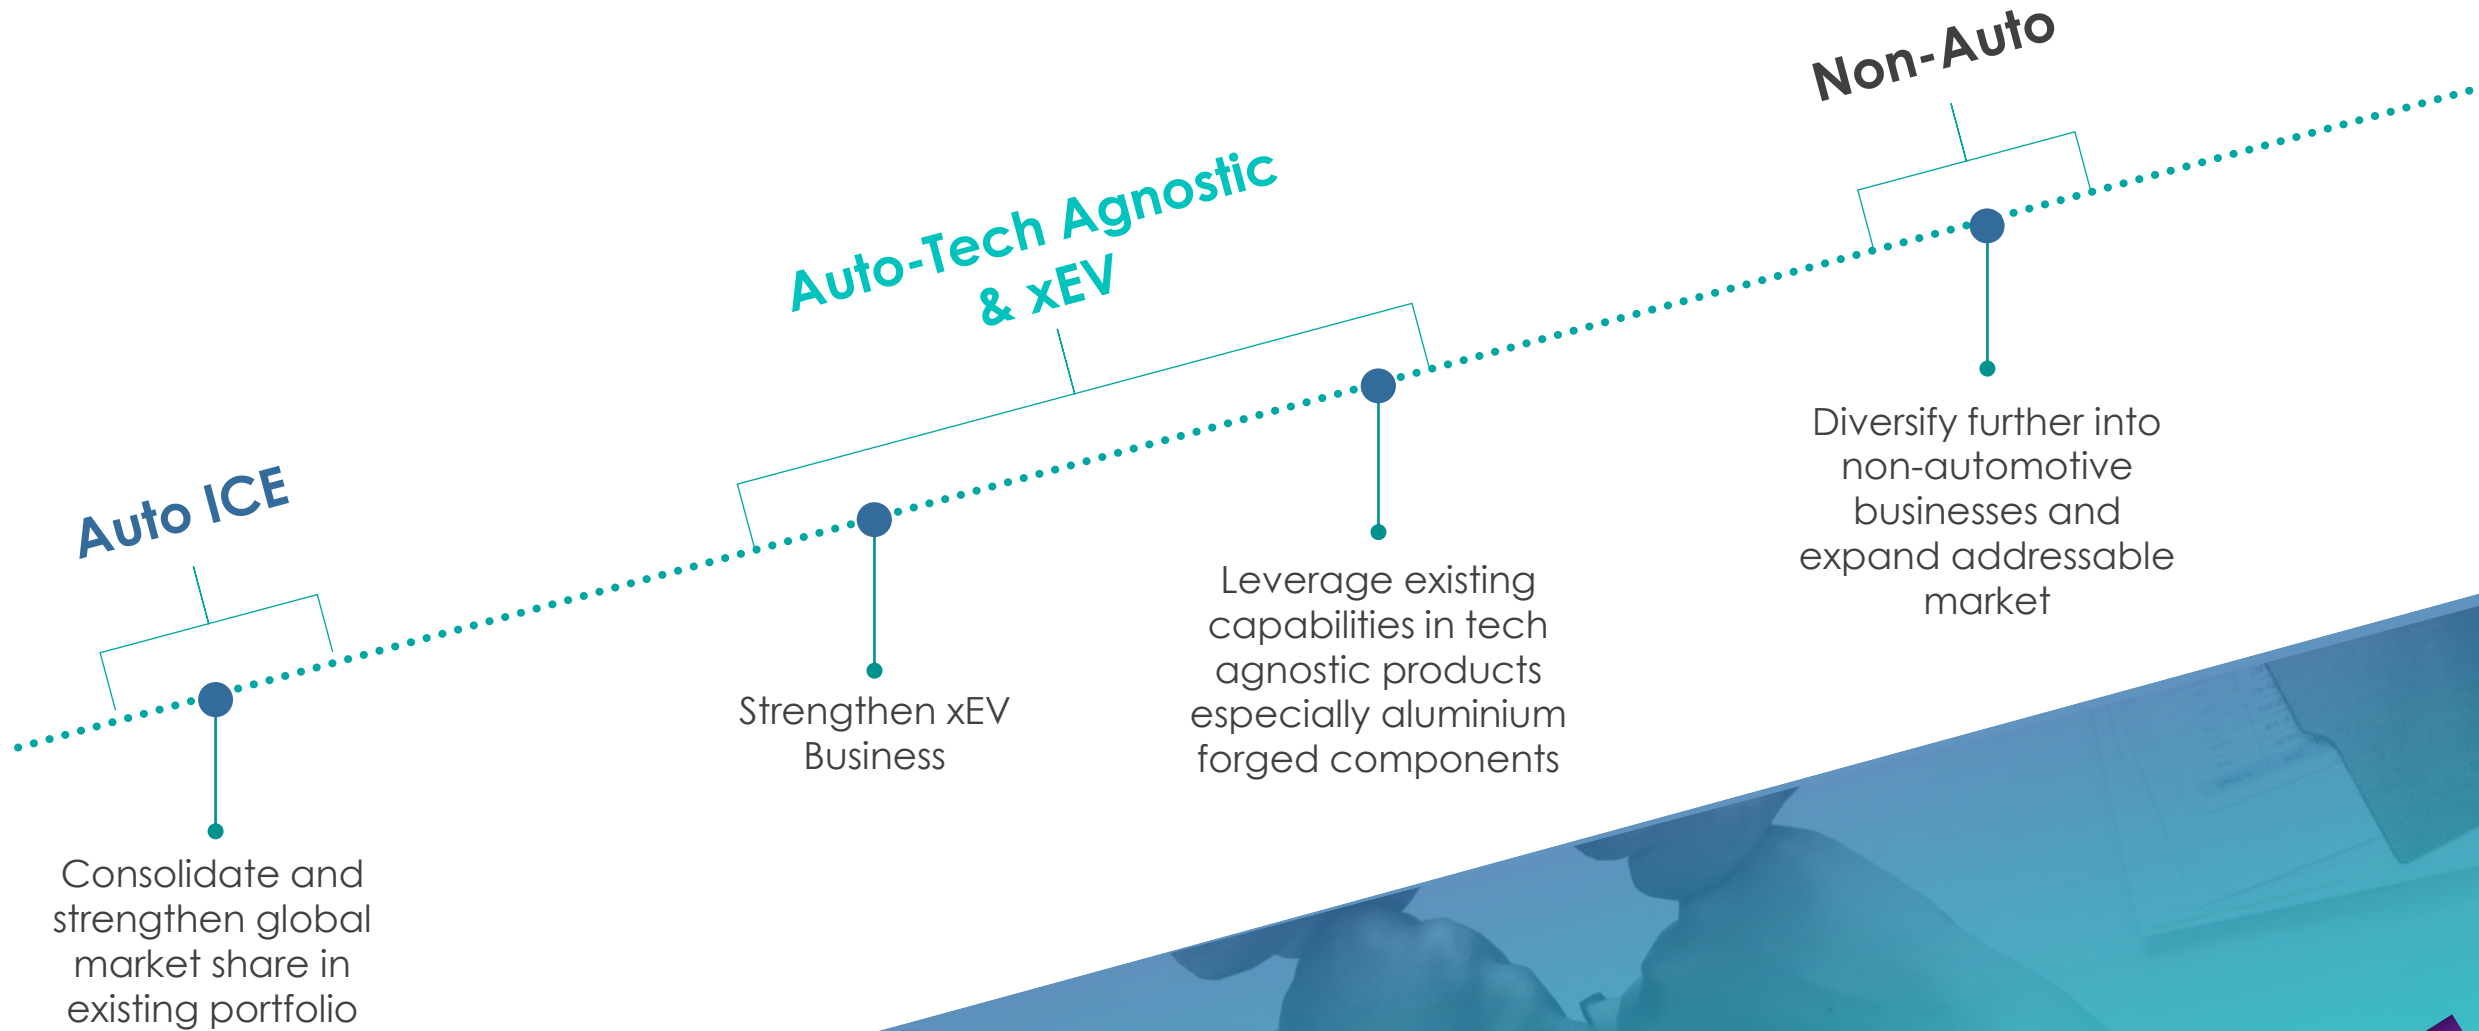 Auto ICE
Consolidate and
strengthen global
market share in
existing portfolio
Auto-Tech Agnostic
& xEV
Strengthen xEV
Business
Leverage existing
capabilities in tech
agnostic products
especially aluminium
forged components
Non-Auto
Diversify further into
non-automotive
businesses and
expand addressable
market